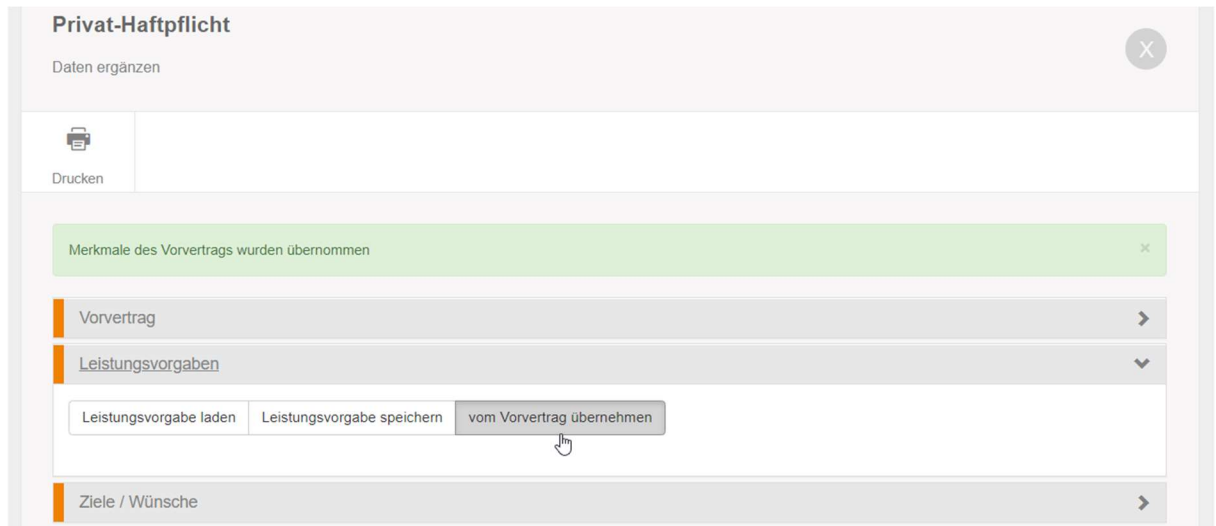 Privat-Haftpflicht
X
Daten ergänzen
Drucken
Merkmale des Vorvertrags wurden übernommen
×
Vorvertrag
Leistungsvorgaben
Leistungsvorgabe laden Leistungsvorgabe speichern vom Vorvertrag übernehmen
Ziele / Wünsche